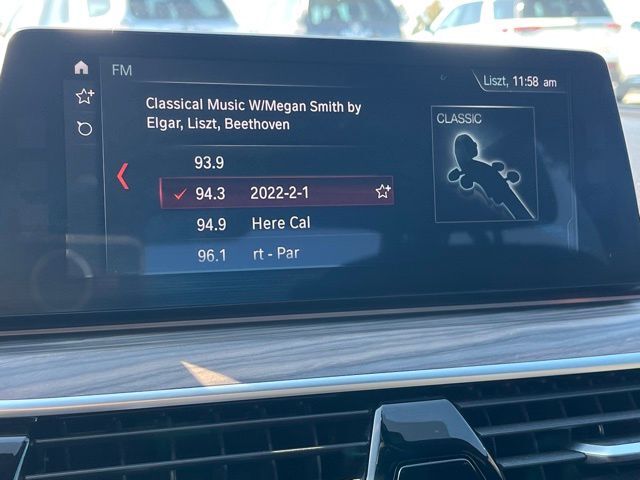 FM
Liszt, 11:58 am
Classical Music W/Megan Smith by
Elgar, Liszt, Beethoven
CLASSIC
93.9
94.3 2022-2-1
94.9 Here Cal
96.1 rt - Par